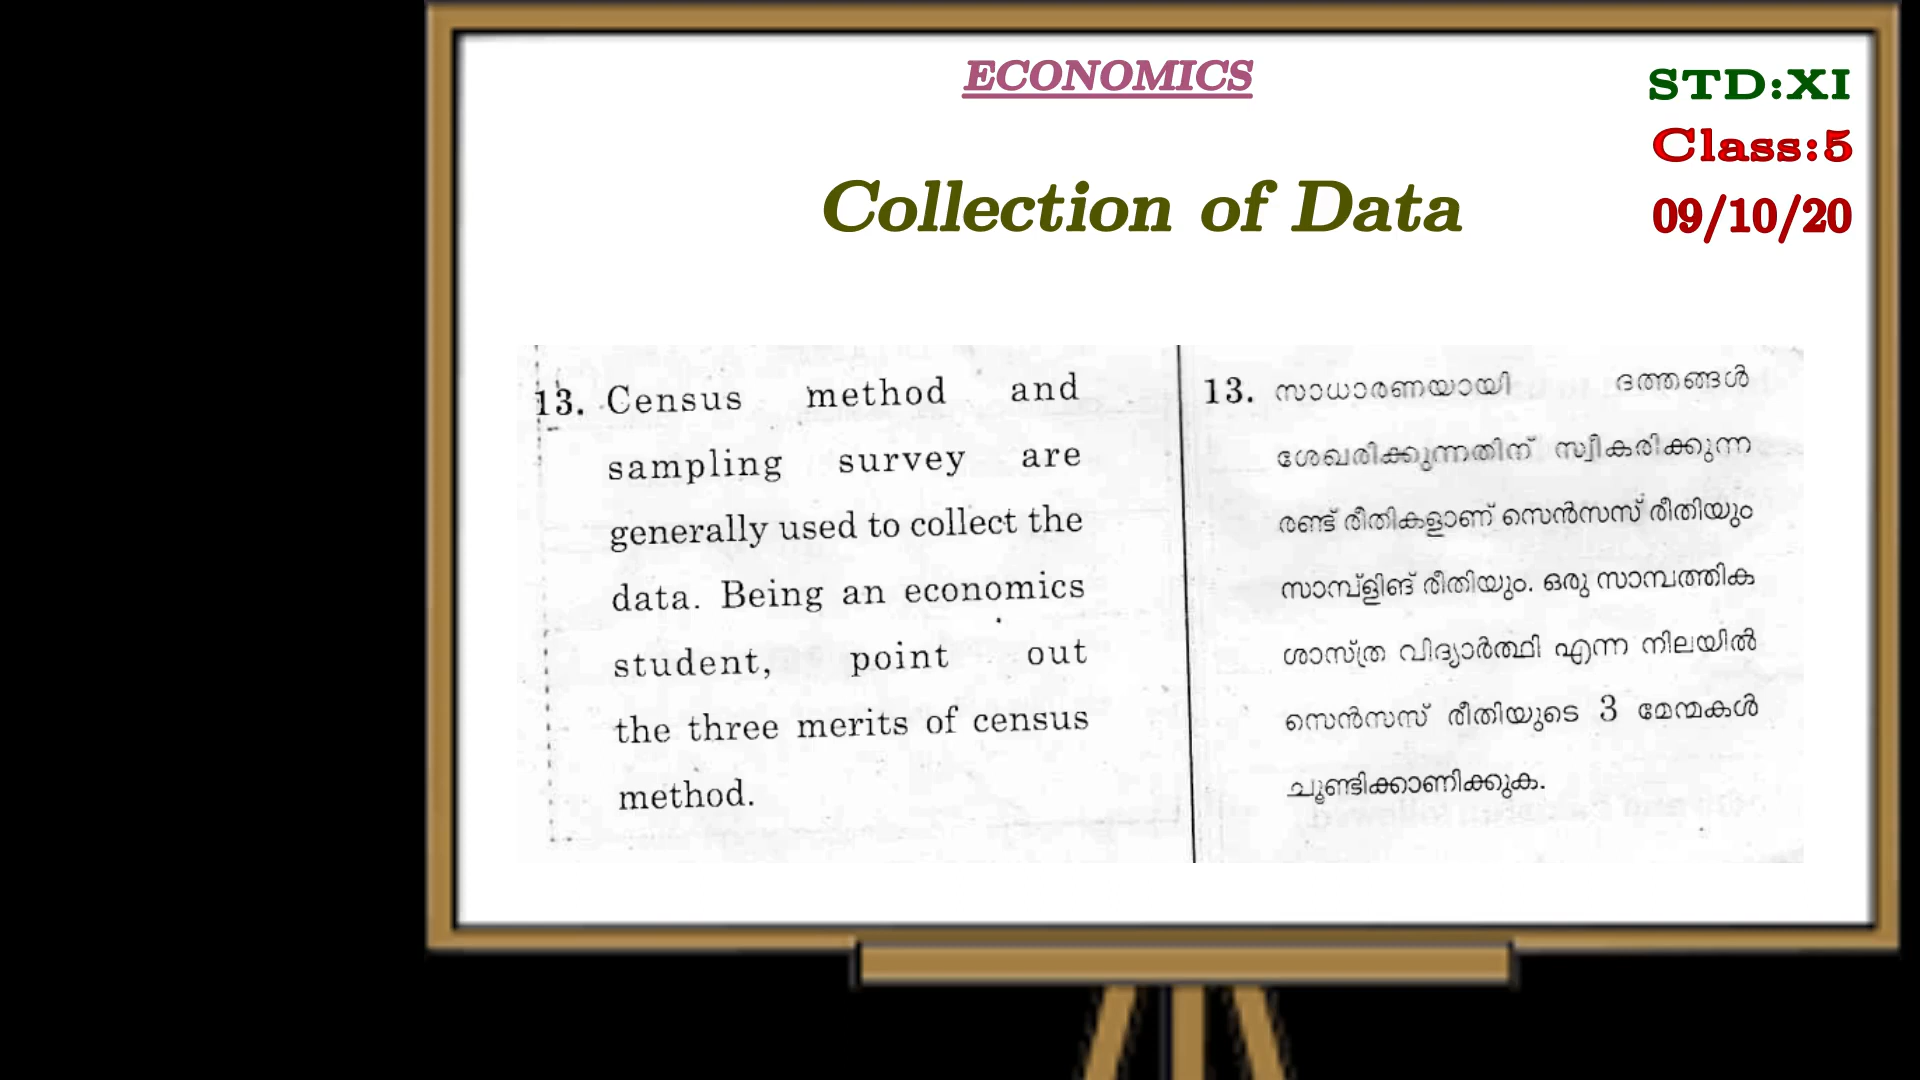 ECONOMICS
STD:XI
Class:5
09/10/20
Collection of Data
13. Census method and
sampling survey are
generally used to collect the
data. Being an economics
student, point out
the three merits of census
method.
13. സാധാരണയായി ദത്തങ്ങൾ
ശേഖരിക്കുന്നതിന് സ്വീകരിക്കുന്ന
രണ്ട് രീതികളാണ് സെൻസസ് രീതിയും
സാമ്പ്ളിങ് രീതിയും. ഒരു സാമ്പത്തിക
ശാസ്ത്ര വിദ്യാർത്ഥി എന്ന നിലയിൽ
സെൻസസ് രീതിയുടെ 3 മേന്മകൾ
ചൂണ്ടിക്കാണിക്കുക.